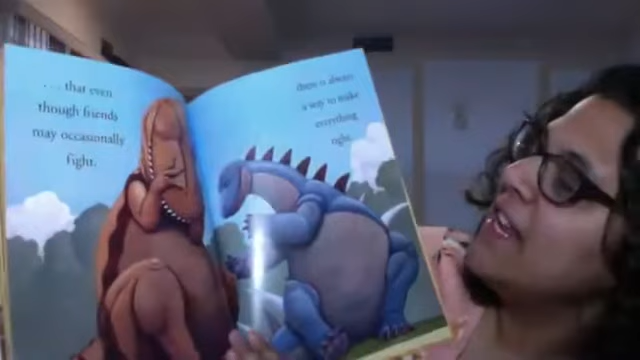 . . . that even
though friends
may occasionally
fight.
there is always
a way to make
everything
right.